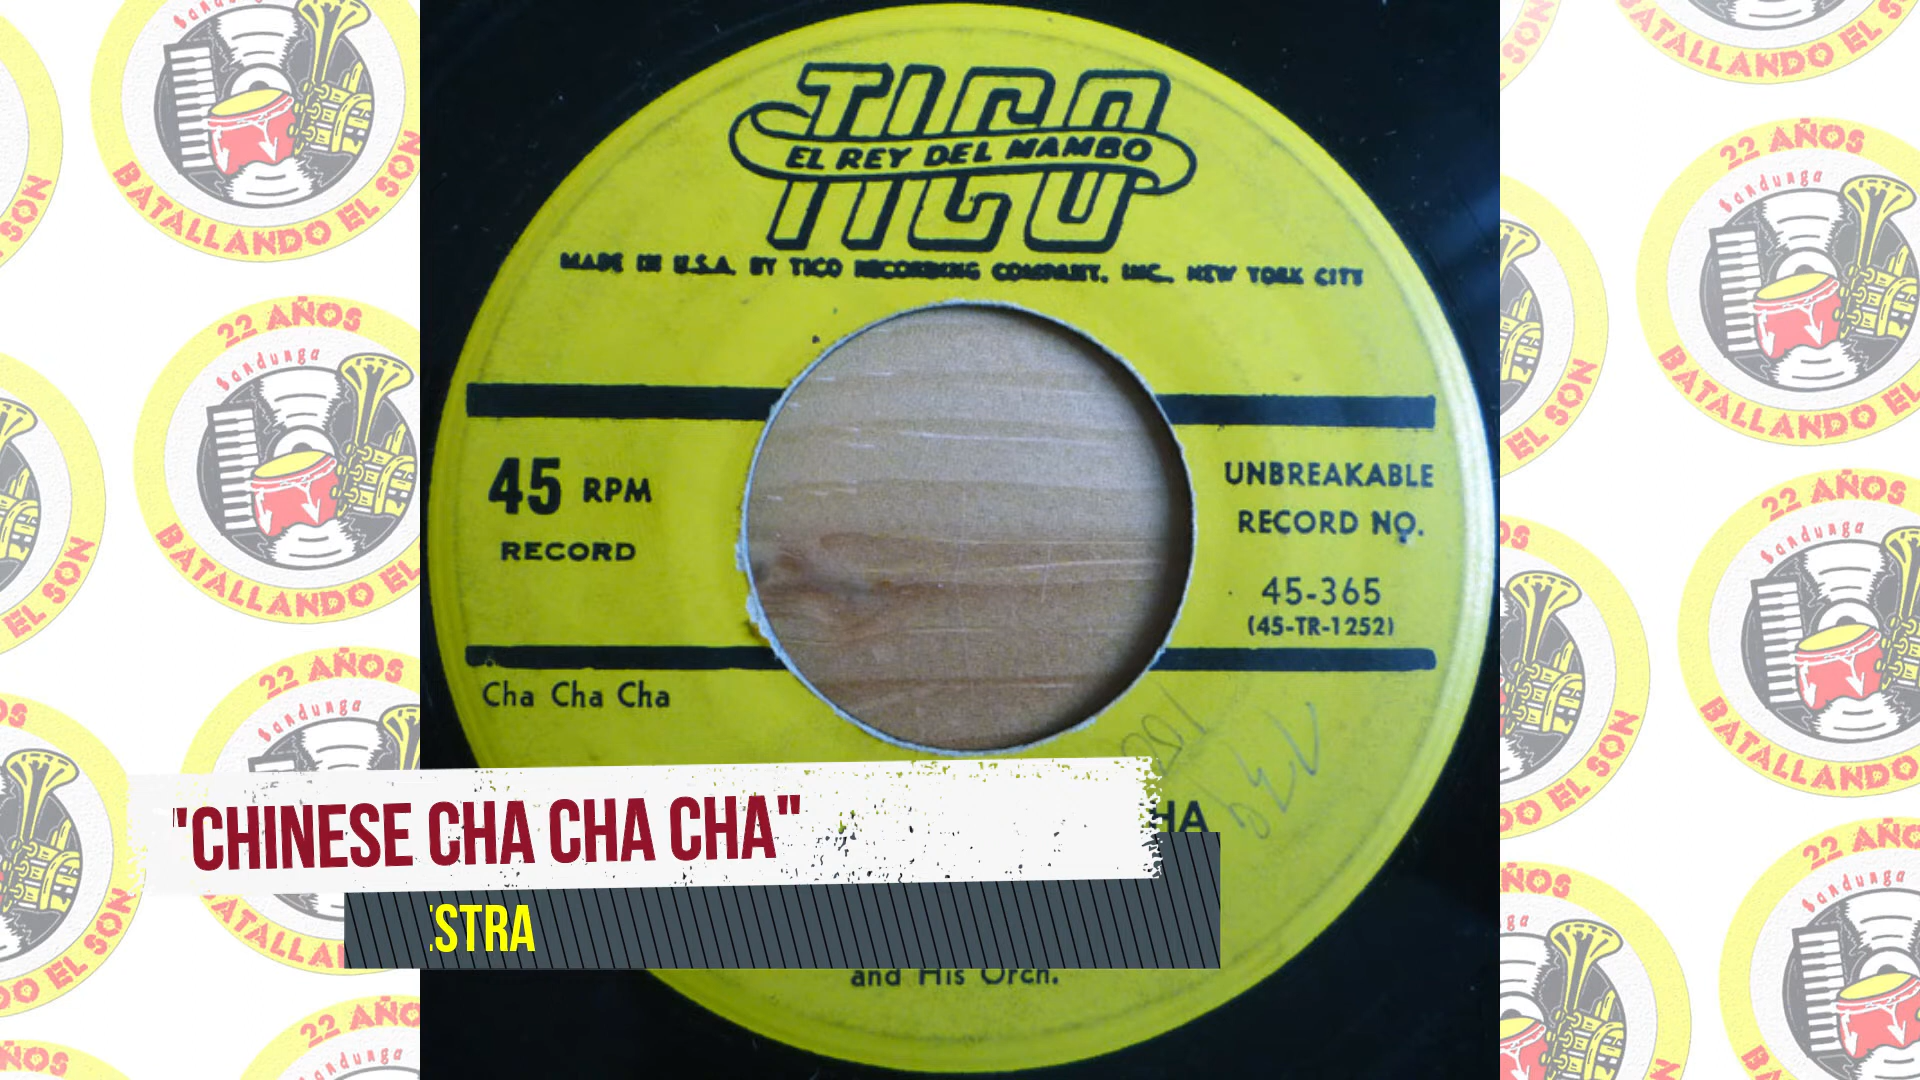 TICO
EL REY DEL MAMBO
MADE IN U.S.A. BY TICO RECORDING COMPANY, INC., NEW YORK CITY
45 RPM
RECORD
UNBREAKABLE
RECORD NO.
45-365
(45-TR-1252)
Cha Cha Cha
HA
"CHINESE CHA CHA CHA"
STRA
and His Orch.
22 AÑOS
Sandunga
BATALLANDO EL SON